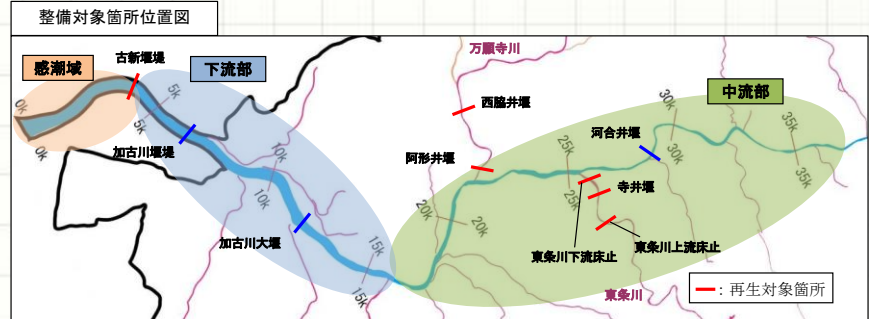 整備対象箇所位置図
万願寺川
古新堰堤
感潮域
下流部
中流部
西脇井堰
河合井堰
阿形井堰
寺井堰
加古川堰堤
加古川大堰
東条川下流床止
東条川上流床止
東条川
：再生対象箇所
0k
0k
5k
5k
10k
10k
15k
15k
20k
20k
25k
25k
30k
30k
35k
35k